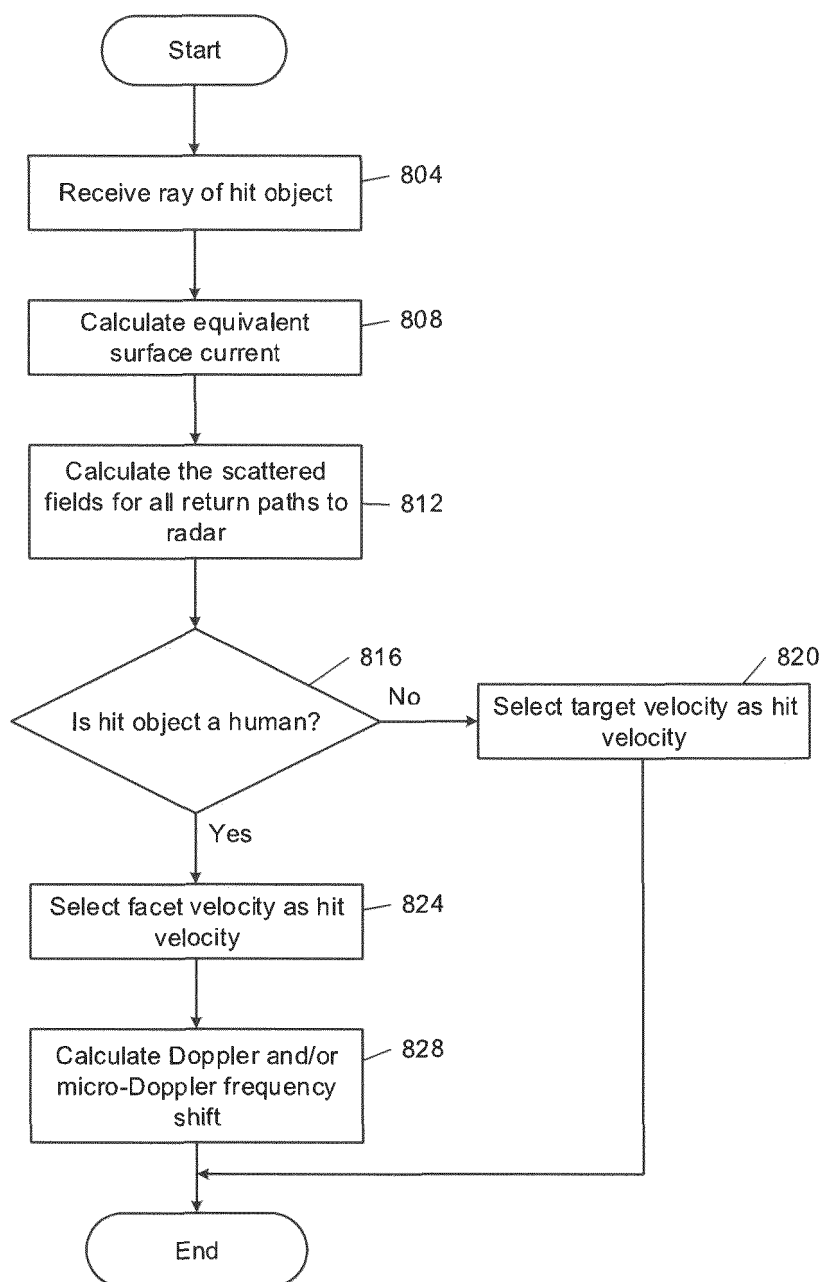 Start
Receive ray of hit object
804
Calculate equivalent
surface current
808
Calculate the scattered
fields for all return paths to
radar
812
Is hit object a human?
816
No
Select target velocity as hit
velocity
820
Yes
Select facet velocity as hit
velocity
824
Calculate Doppler and/or
micro-Doppler frequency
shift
828
End